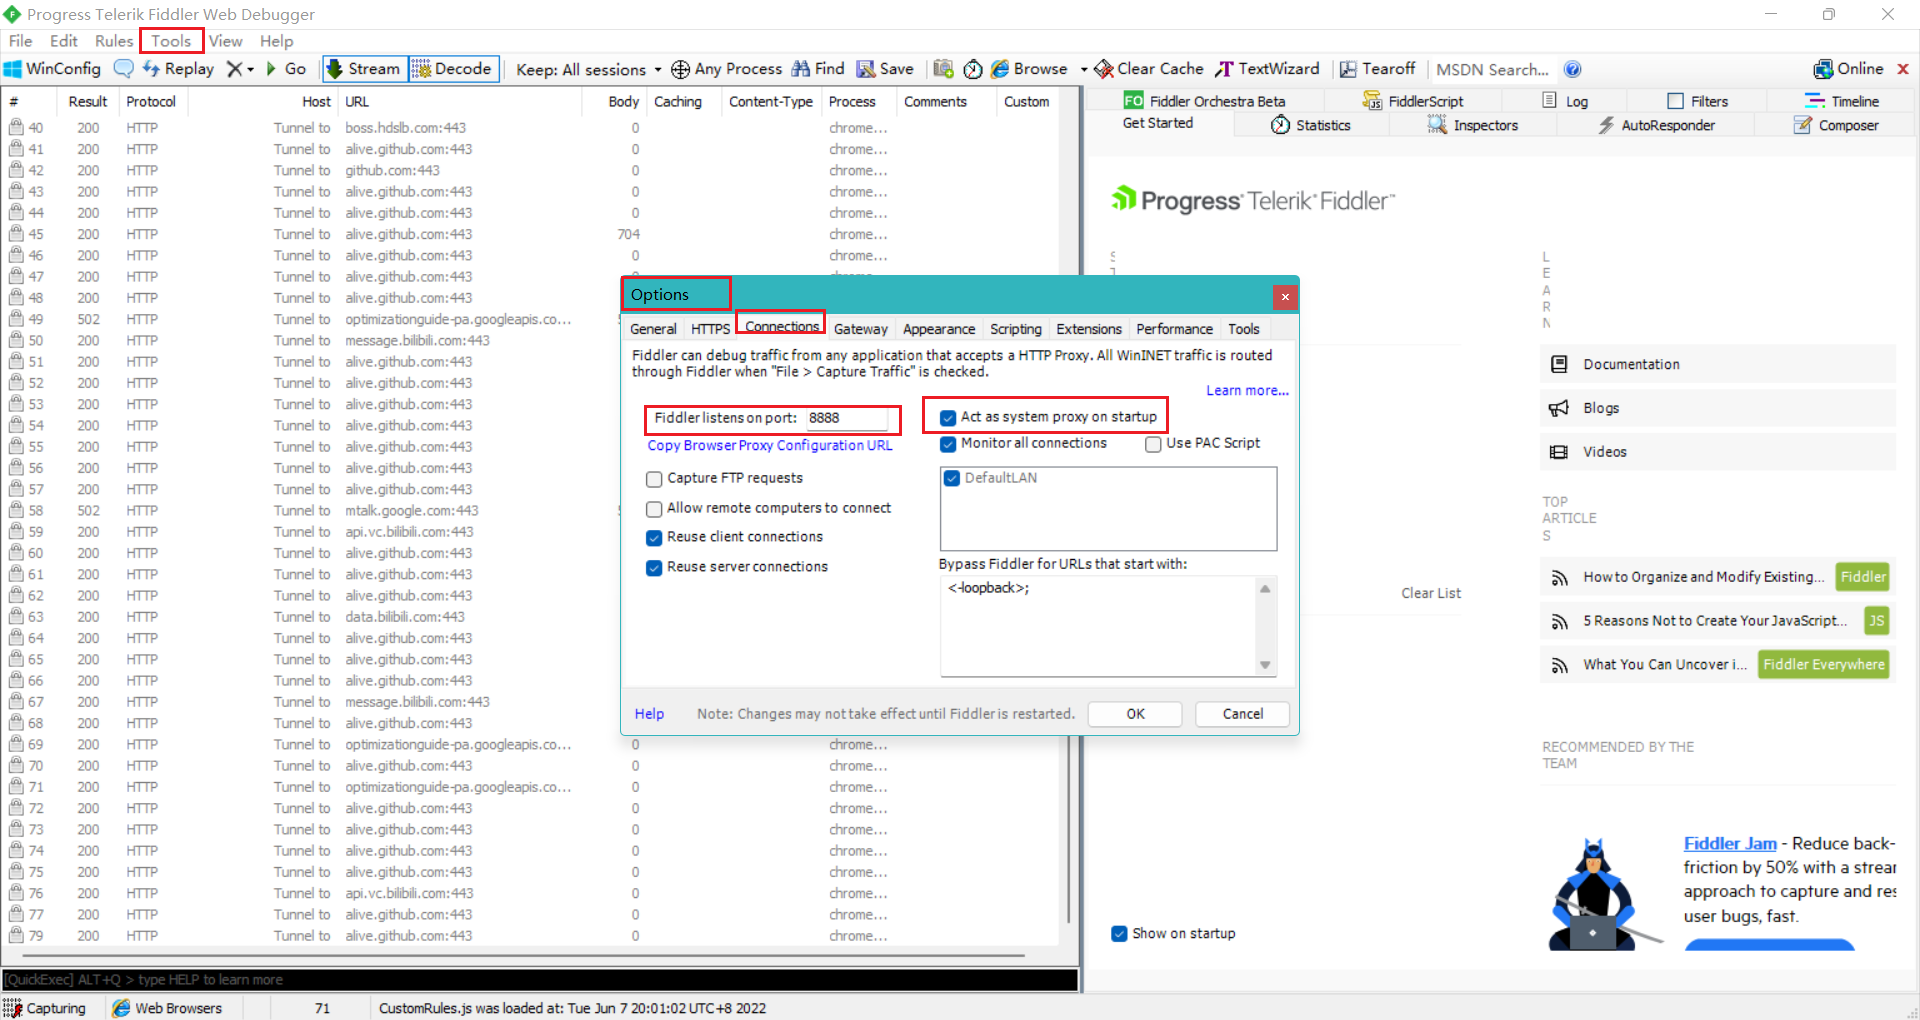 Progress Telerik Fiddler Web Debugger
File Edit Rules Tools View Help
WinConfig Replay Go Stream Decode Keep: All sessions Any Process Find Save Browse Clear Cache TextWizard Tearoff MSDN Search... Online
# Result Protocol Host URL Body Caching Content-Type Process Comments Custom
40 200 HTTP Tunnel to boss.hdslb.com:443 0 chrome...
41 200 HTTP Tunnel to alive.github.com:443 0 chrome...
42 200 HTTP Tunnel to github.com:443 0 chrome...
43 200 HTTP Tunnel to alive.github.com:443 0 chrome...
44 200 HTTP Tunnel to alive.github.com:443 0 chrome...
45 200 HTTP Tunnel to alive.github.com:443 704 chrome...
46 200 HTTP Tunnel to alive.github.com:443 0 chrome...
47 200 HTTP Tunnel to alive.github.com:443
48 200 HTTP Tunnel to alive.github.com:443
49 502 HTTP Tunnel to optimizationguide-pa.googleapis.co...
50 200 HTTP Tunnel to message.bilibili.com:443
51 200 HTTP Tunnel to alive.github.com:443
52 200 HTTP Tunnel to alive.github.com:443
53 200 HTTP Tunnel to alive.github.com:443
54 200 HTTP Tunnel to alive.github.com:443
55 200 HTTP Tunnel to alive.github.com:443
56 200 HTTP Tunnel to alive.github.com:443
57 200 HTTP Tunnel to alive.github.com:443
58 502 HTTP Tunnel to mtalk.google.com:443
59 200 HTTP Tunnel to api.vc.bilibili.com:443
60 200 HTTP Tunnel to alive.github.com:443
61 200 HTTP Tunnel to alive.github.com:443
62 200 HTTP Tunnel to alive.github.com:443
63 200 HTTP Tunnel to data.bilibili.com:443
64 200 HTTP Tunnel to alive.github.com:443
65 200 HTTP Tunnel to alive.github.com:443
66 200 HTTP Tunnel to alive.github.com:443
67 200 HTTP Tunnel to message.bilibili.com:443
68 200 HTTP Tunnel to alive.github.com:443
69 200 HTTP Tunnel to optimizationguide-pa.googleapis.co... 0 chrome...
70 200 HTTP Tunnel to alive.github.com:443 0 chrome...
71 200 HTTP Tunnel to optimizationguide-pa.googleapis.co... 0 chrome...
72 200 HTTP Tunnel to alive.github.com:443 0 chrome...
73 200 HTTP Tunnel to alive.github.com:443 0 chrome...
74 200 HTTP Tunnel to alive.github.com:443 0 chrome...
75 200 HTTP Tunnel to alive.github.com:443 0 chrome...
76 200 HTTP Tunnel to api.vc.bilibili.com:443 0 chrome...
77 200 HTTP Tunnel to alive.github.com:443 0 chrome...
79 200 HTTP Tunnel to alive.github.com:443 0 chrome...
[QuickExec] ALT+Q > type HELP to learn more
Capturing Web Browsers 71 CustomRules.js was loaded at: Tue Jun 7 20:01:02 UTC+8 2022
Options
General HTTPS Connections Gateway Appearance Scripting Extensions Performance Tools
Fiddler can debug traffic from any application that accepts a HTTP Proxy. All WinINET traffic is routed
through Fiddler when "File > Capture Traffic" is checked.
Learn more...
Fiddler listens on port: 8888
Copy Browser Proxy Configuration URL
Capture FTP requests
Allow remote computers to connect
Reuse client connections
Reuse server connections
Act as system proxy on startup
Monitor all connections Use PAC Script
DefaultLAN
Bypass Fiddler for URLs that start with:
<-loopback>;
Help Note: Changes may not take effect until Fiddler is restarted. OK Cancel
FO Fiddler Orchestra Beta FiddlerScript Log Filters Timeline
Get Started Statistics Inspectors AutoResponder Composer
Progress Telerik Fiddler™
L
E
A
R
N
Documentation
Blogs
Videos
TOP
ARTICLE
S
How to Organize and Modify Existing... Fiddler
5 Reasons Not to Create Your JavaScript... JS
What You Can Uncover i... Fiddler Everywhere
Clear List
RECOMMENDED BY THE
TEAM
Fiddler Jam - Reduce back-
friction by 50% with a strear
approach to capture and res
user bugs, fast.
Show on startup